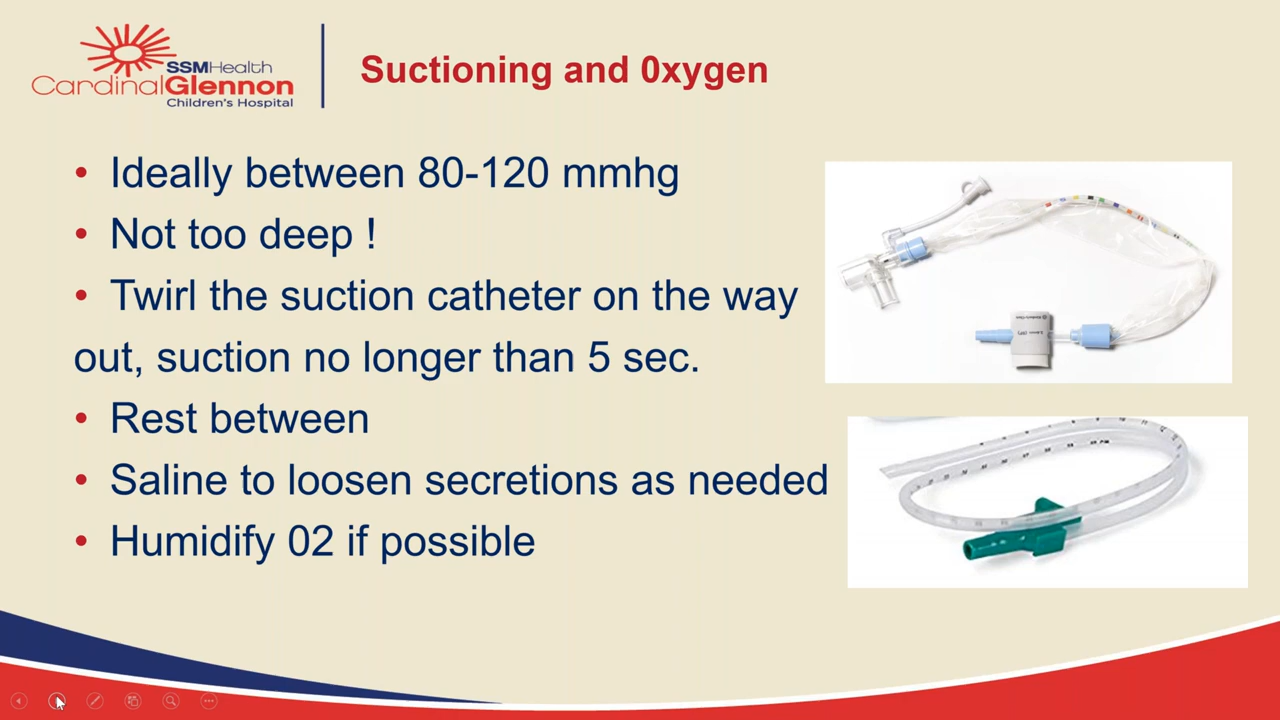 SSMHealth
CardinalGlennon
Children's Hospital
Suctioning and 0xygen
• Ideally between 80-120 mmhg
• Not too deep !
• Twirl the suction catheter on the way
out, suction no longer than 5 sec.
• Rest between
• Saline to loosen secretions as needed
• Humidify 02 if possible